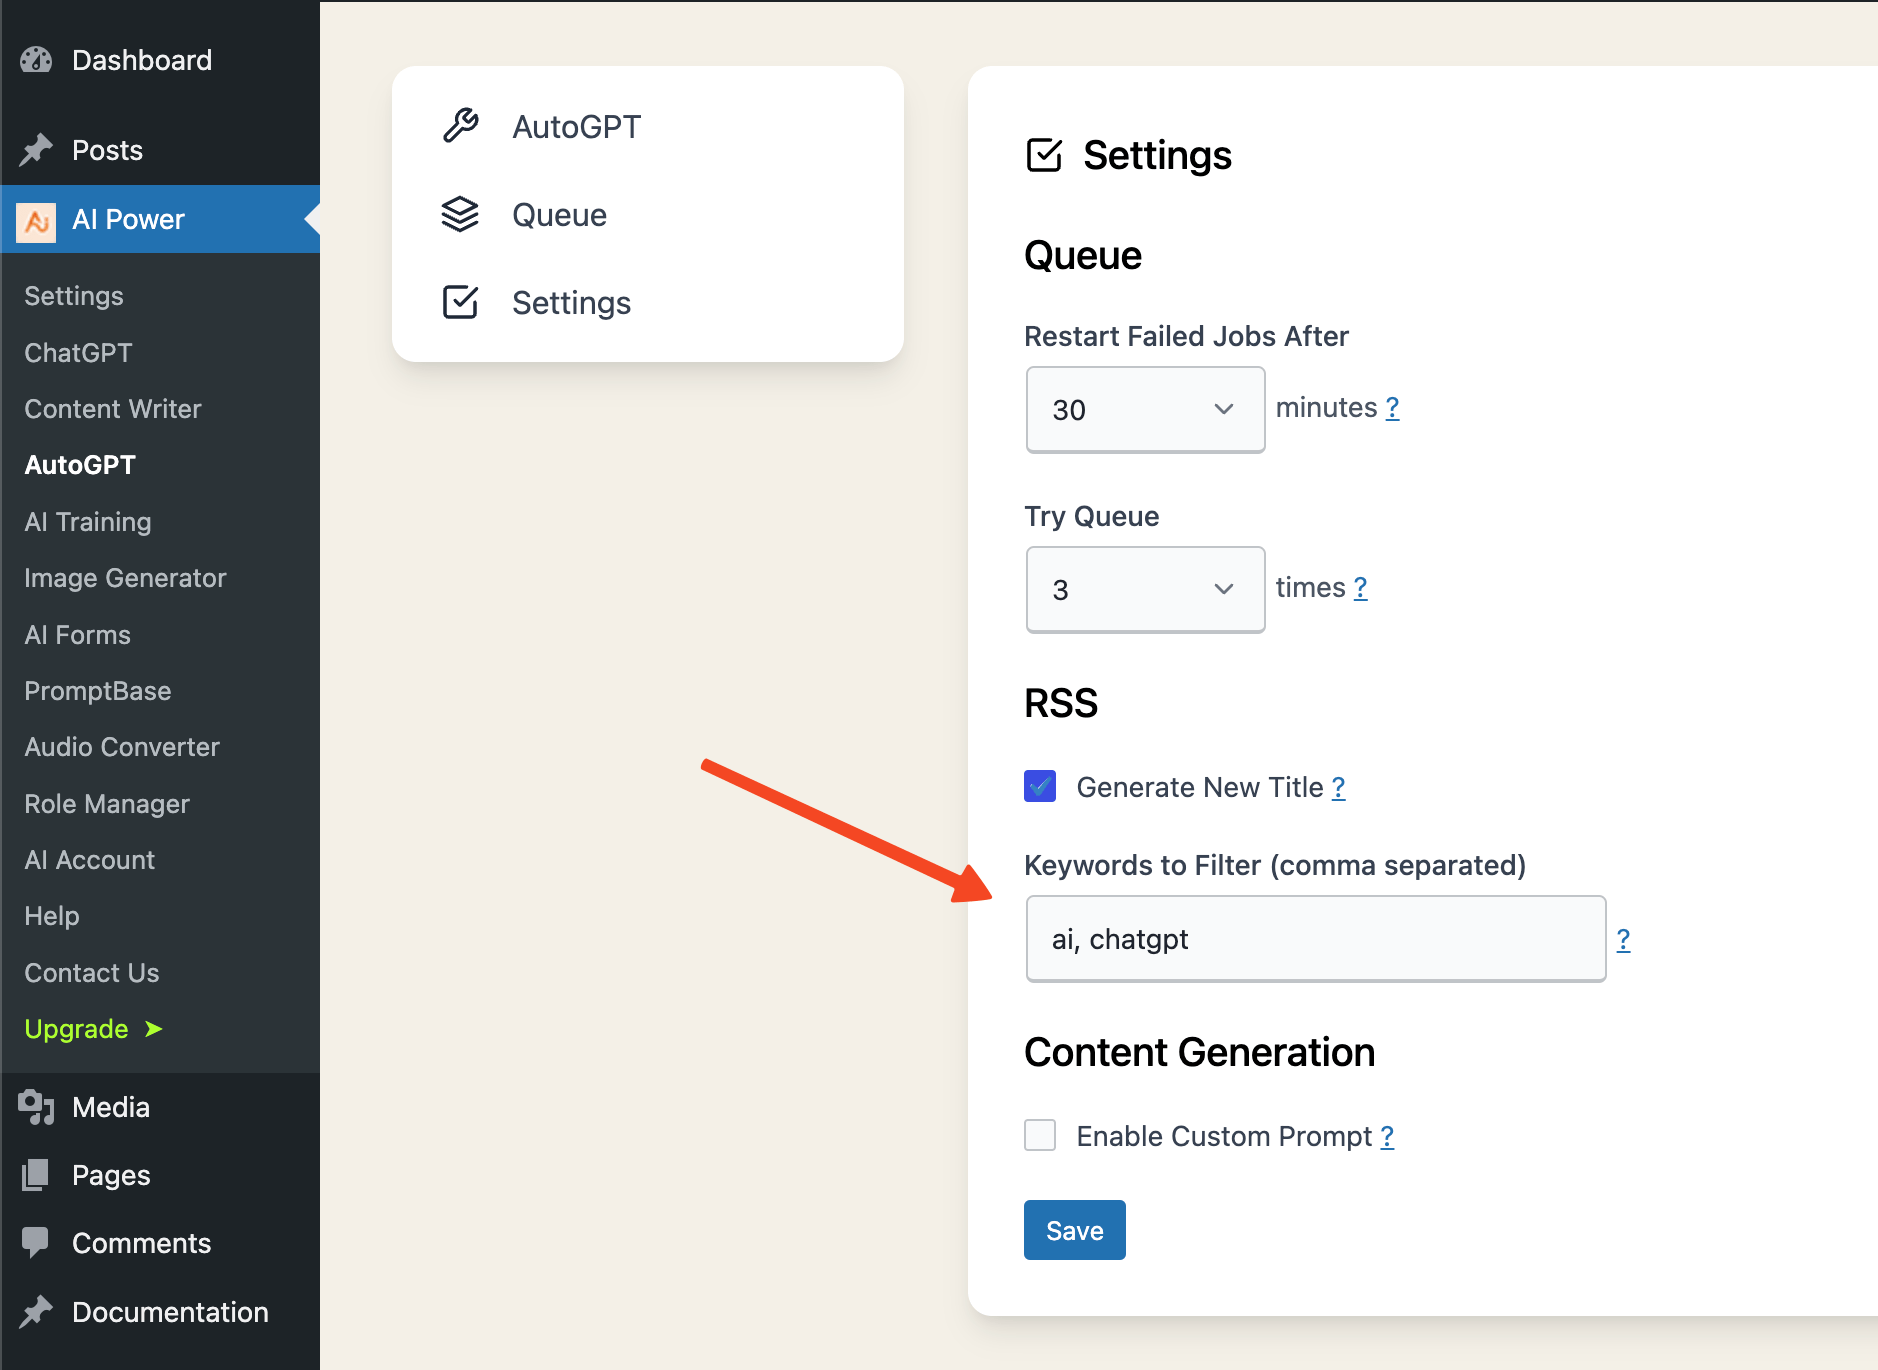 Dashboard
Posts
AI Power
Settings
ChatGPT
Content Writer
AutoGPT
AI Training
Image Generator
AI Forms
PromptBase
Audio Converter
Role Manager
AI Account
Help
Contact Us
Upgrade ➤
Media
Pages
Comments
Documentation
AutoGPT
Queue
Settings
Settings
Queue
Restart Failed Jobs After
30 minutes ?
Try Queue
3 times ?
RSS
Generate New Title ?
Keywords to Filter (comma separated)
ai, chatgpt ?
Content Generation
Enable Custom Prompt ?
Save